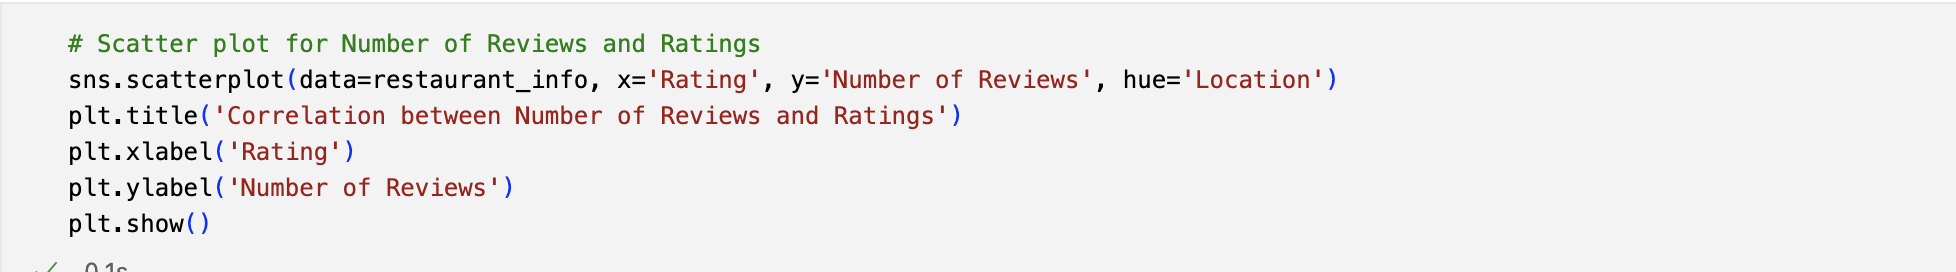 # Scatter plot for Number of Reviews and Ratings
sns.scatterplot(data=restaurant_info, x='Rating', y='Number of Reviews', hue='Location')
plt.title('Correlation between Number of Reviews and Ratings')
plt.xlabel('Rating')
plt.ylabel('Number of Reviews')
plt.show()
✓ 0.1s